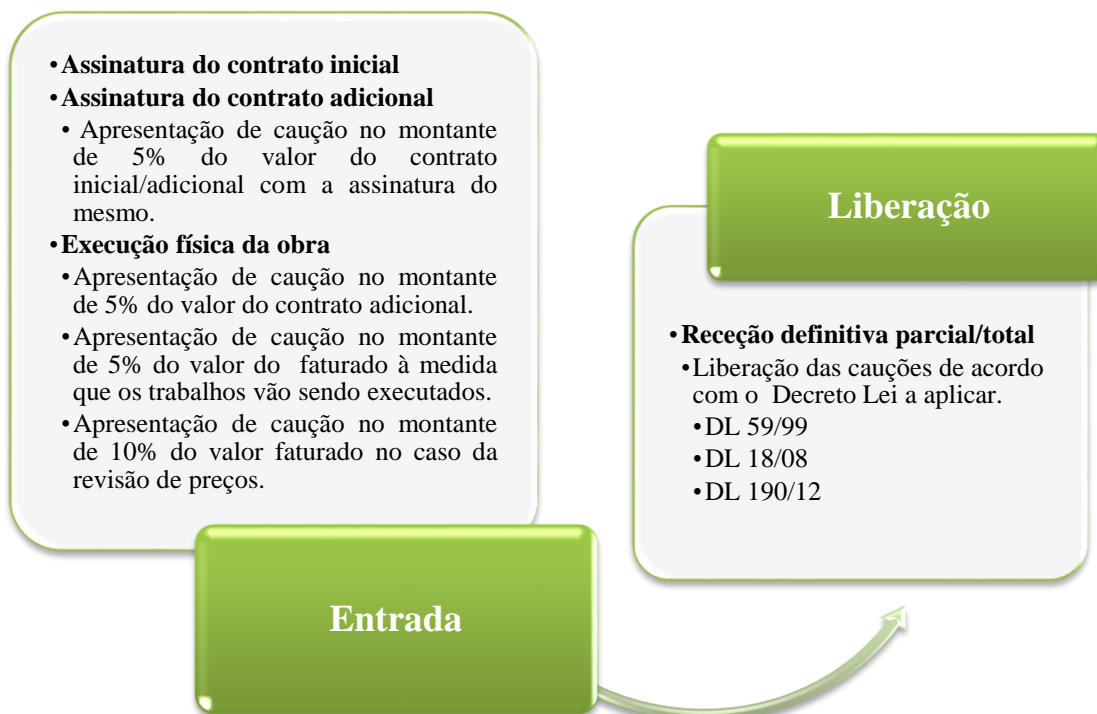 •Assinatura do contrato inicial
•Assinatura do contrato adicional
• Apresentação de caução no montante
de 5% do valor do contrato
inicial/adicional com a assinatura do
mesmo.
•Execução física da obra
•Apresentação de caução no montante
de 5% do valor do contrato adicional.
•Apresentação de caução no montante
de 5% do valor do faturado à medida
que os trabalhos vão sendo executados.
•Apresentação de caução no montante
de 10% do valor faturado no caso da
revisão de preços.
Entrada
Liberação
•Receção definitiva parcial/total
•Liberação das cauções de acordo
com o Decreto Lei a aplicar.
•DL 59/99
•DL 18/08
•DL 190/12